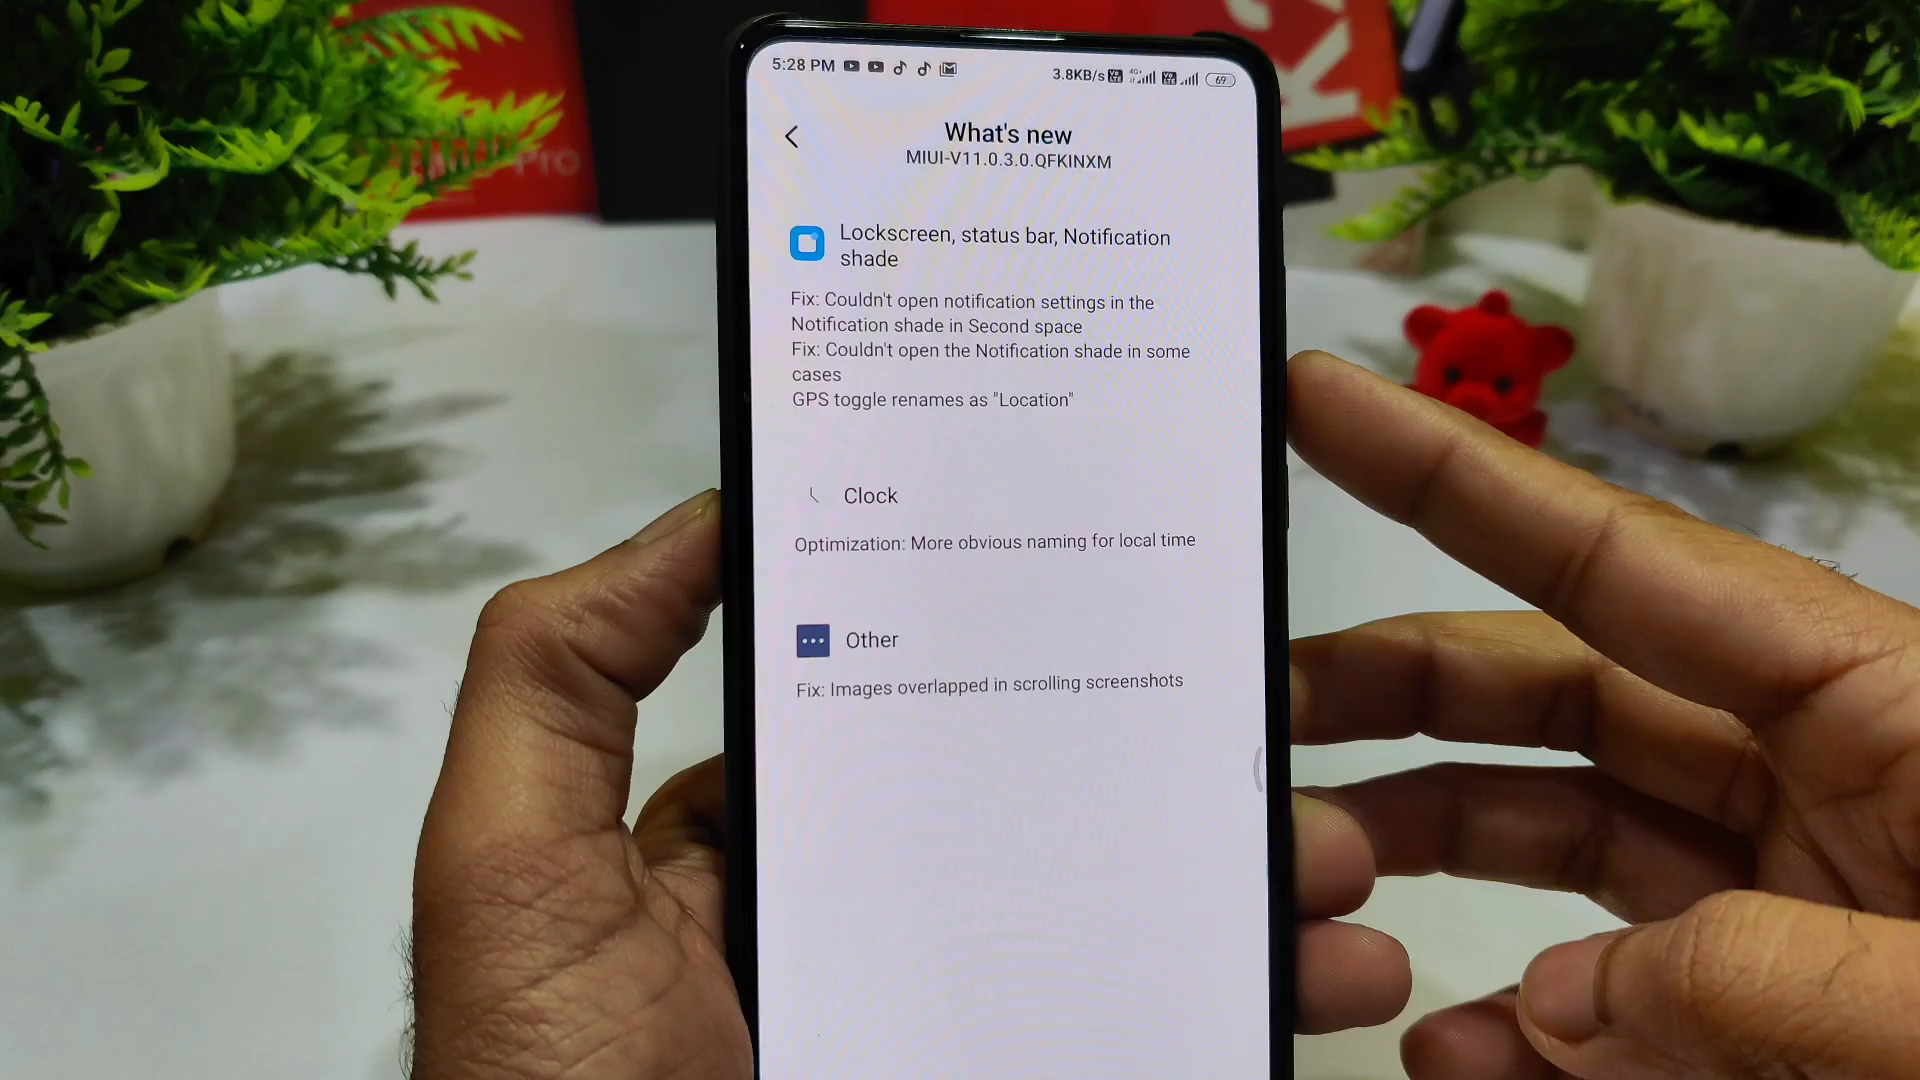 5:28 PM
3.8KB/s
69
What's new
MIUI-V11.0.3.0.QFKINXM
Lockscreen, status bar, Notification
shade
Fix: Couldn't open notification settings in the
Notification shade in Second space
Fix: Couldn't open the Notification shade in some
cases
GPS toggle renames as "Location"
Clock
Optimization: More obvious naming for local time
Other
Fix: Images overlapped in scrolling screenshots
Pro
K2